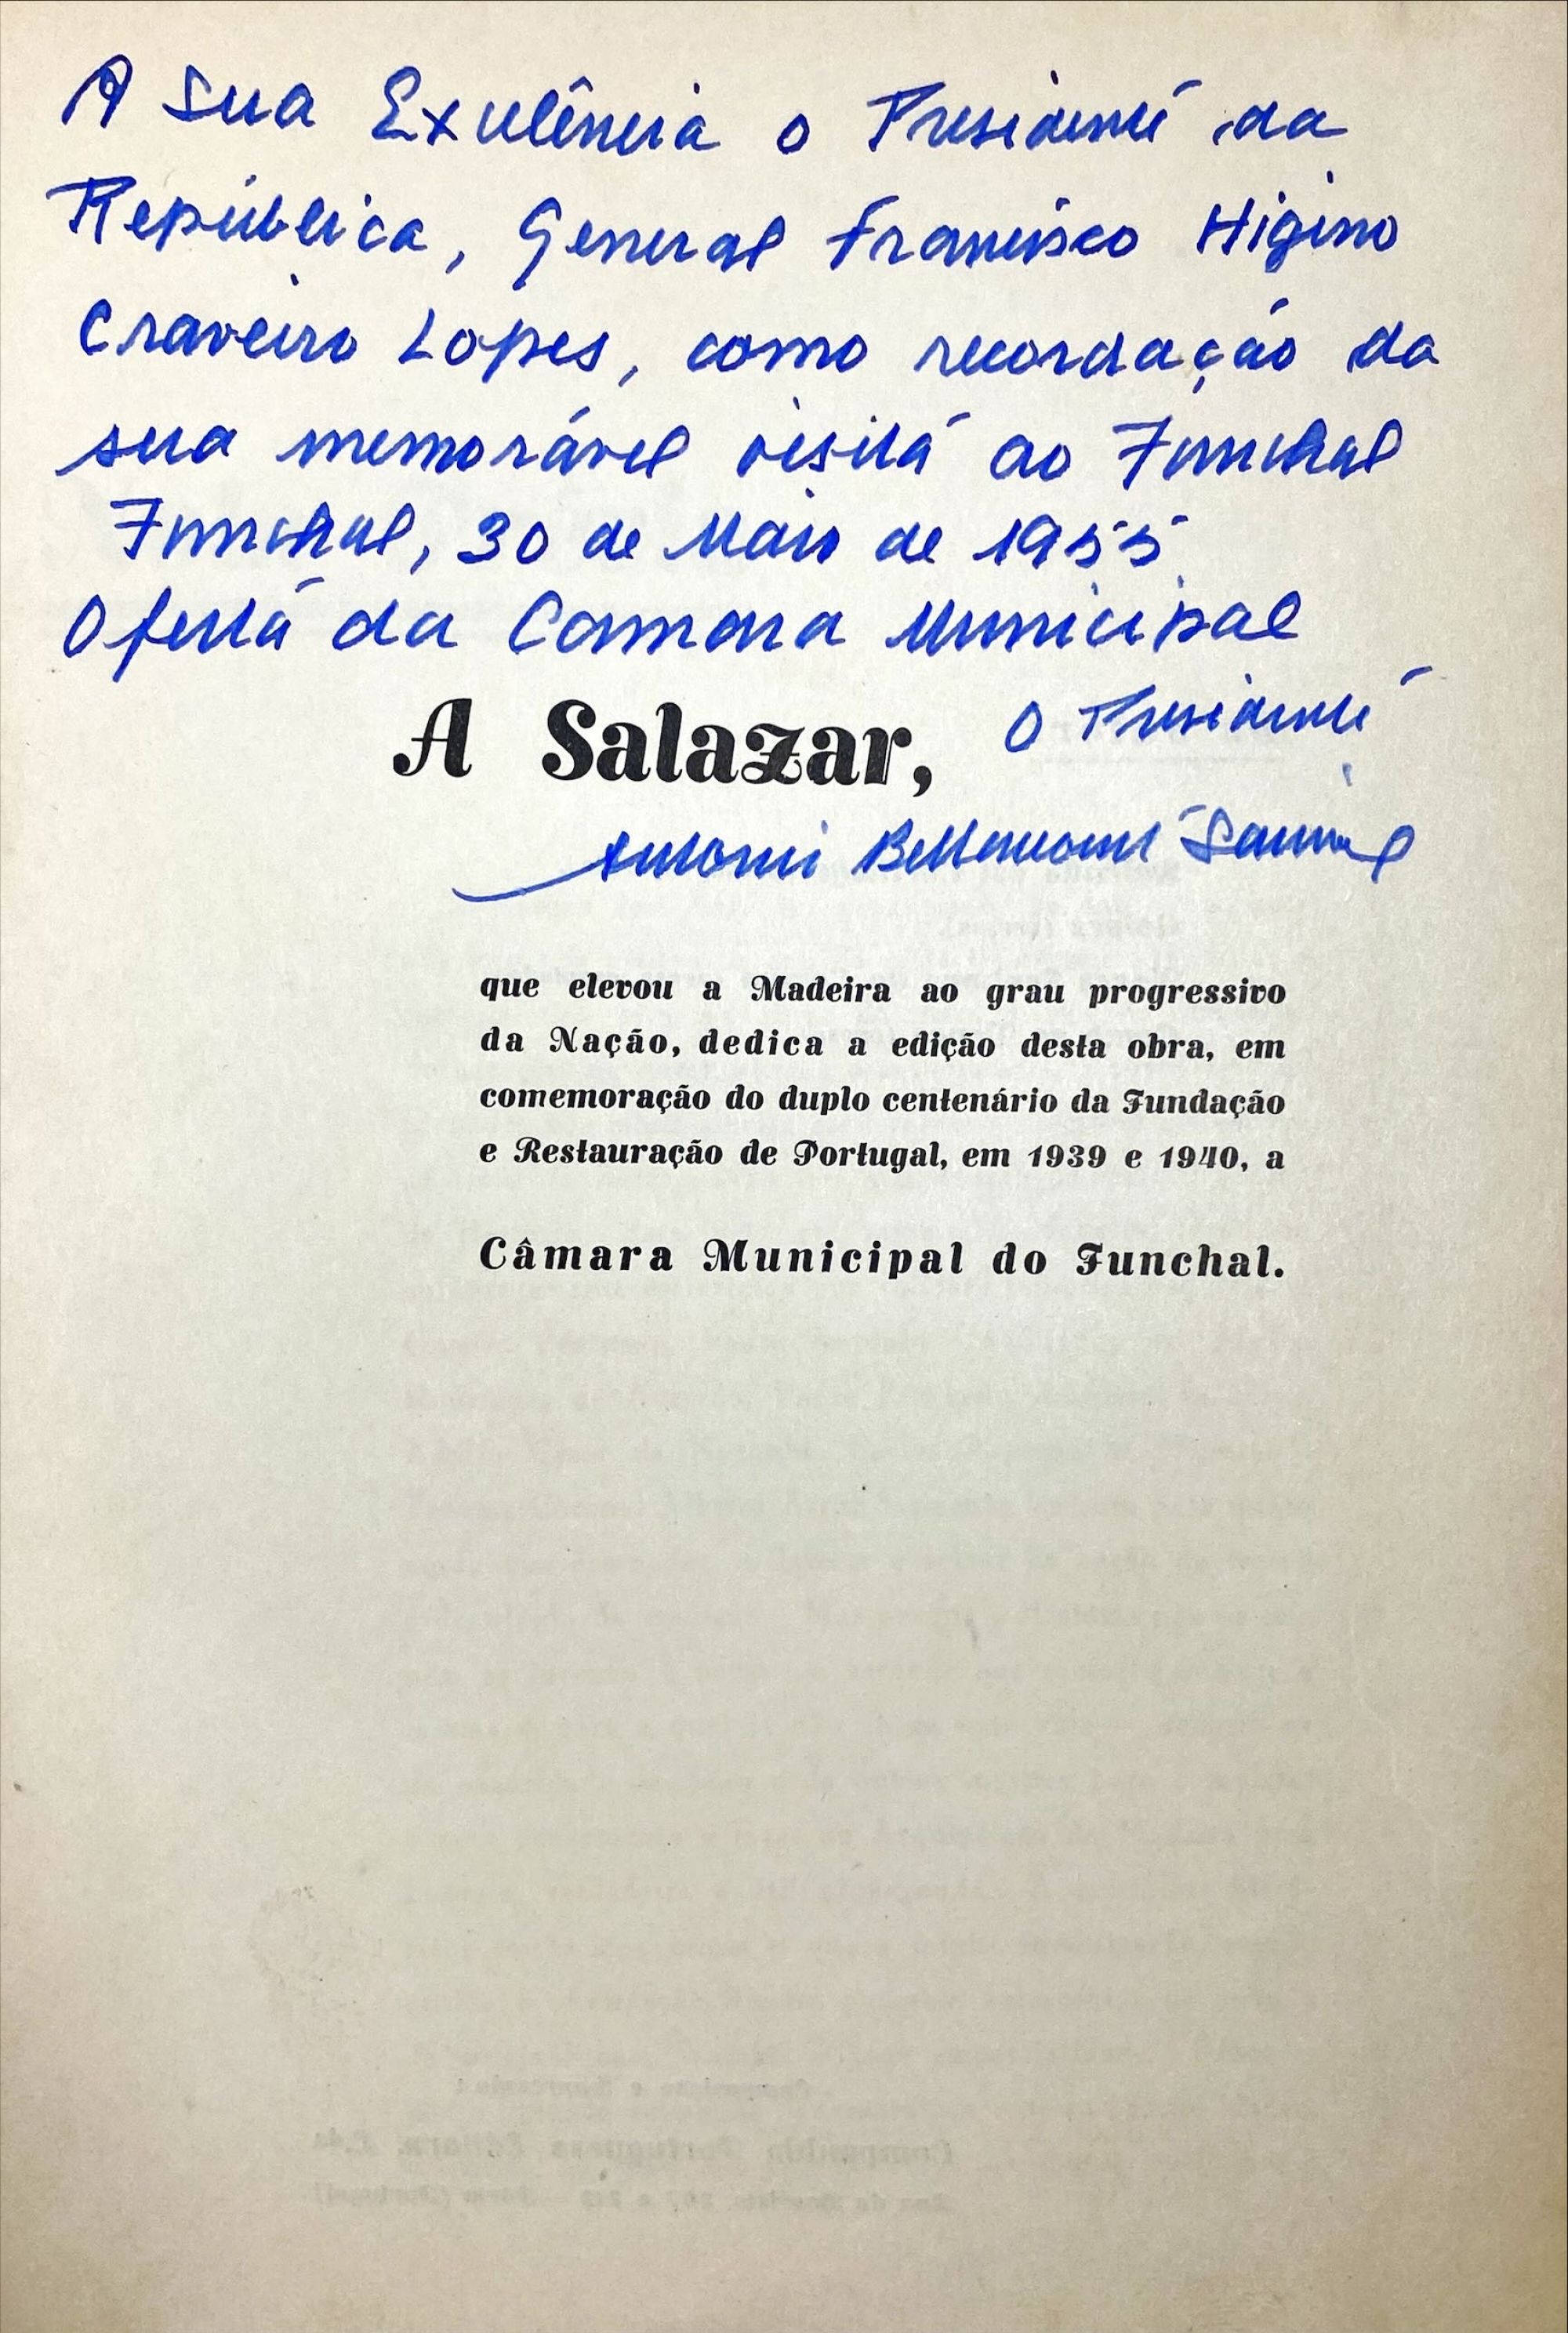 A Sua Excelência o Presidente da
República, General Francisco Higino
Craveiro Lopes, como recordação da
sua memorável visita ao Funchal
Funchal, 30 de Maio de 1955
Oferta da Camara Municipal
A Salazar, O Presidente
Antonio
que elevou a Madeira ao grau progressivo
da Nação, dedica a edição desta obra, em
comemoração do duplo centenário da Fundação
e Restauração de Portugal, em 1939 e 1940, a
Câmara Municipal do Funchal.